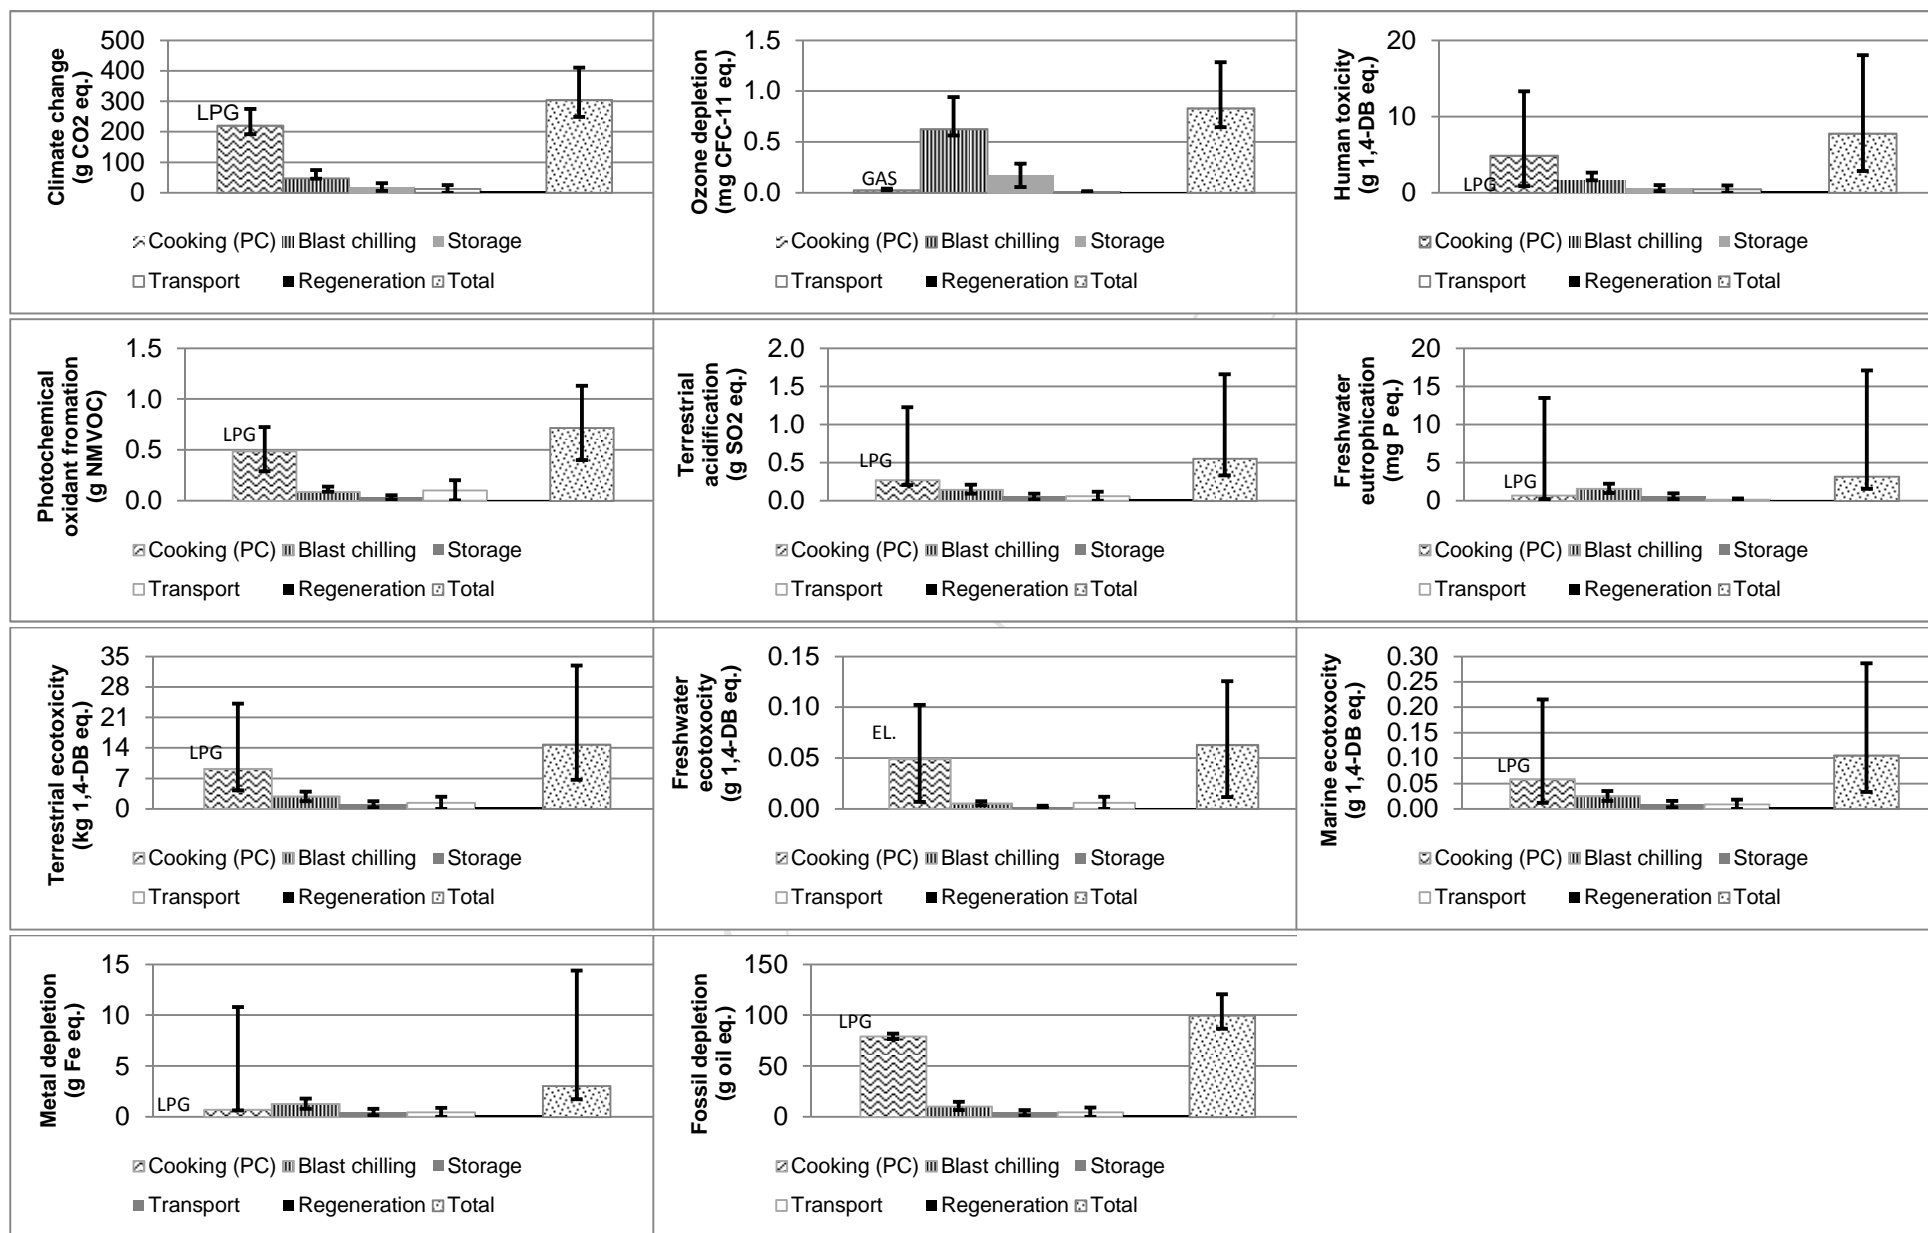 Climate change
(g CO2 eq.)
500
400
300
200
100
0
LPG
Cooking (PC) Blast chilling Storage
Transport Regeneration Total
Ozone depletion
(mg CFC-11 eq.)
1.5
1.0
0.5
0.0
GAS
Cooking (PC) Blast chilling Storage
Transport Regeneration Total
Human toxicity
(g 1,4-DB eq.)
20
10
0
LPG
Cooking (PC) Blast chilling Storage
Transport Regeneration Total
Photochemical
oxidant fromation
(g NMVOC)
1.5
1.0
0.5
0.0
LPG
Cooking (PC) Blast chilling Storage
Transport Regeneration Total
Terrestrial
acidification
(g SO2 eq.)
2.0
1.5
1.0
0.5
0.0
LPG
Cooking (PC) Blast chilling Storage
Transport Regeneration Total
Freshwater
eutrophication
(mg P eq.)
20
15
10
5
0
LPG
Cooking (PC) Blast chilling Storage
Transport Regeneration Total
Terrestrial ecotoxicity
(kg 1,4-DB eq.)
35
28
21
14
7
0
LPG
Cooking (PC) Blast chilling Storage
Transport Regeneration Total
Freshwater
ecotoxocity
(g 1,4-DB eq.)
0.15
0.10
0.05
0.00
EL.
Cooking (PC) Blast chilling Storage
Transport Regeneration Total
Marine ecotoxocity
(g 1,4-DB eq.)
0.30
0.25
0.20
0.15
0.10
0.05
0.00
LPG
Cooking (PC) Blast chilling Storage
Transport Regeneration Total
Metal depletion
(g Fe eq.)
15
10
5
0
LPG
Cooking (PC) Blast chilling Storage
Transport Regeneration Total
Fossil depletion
(g oil eq.)
150
100
50
0
LPG
Cooking (PC) Blast chilling Storage
Transport Regeneration Total